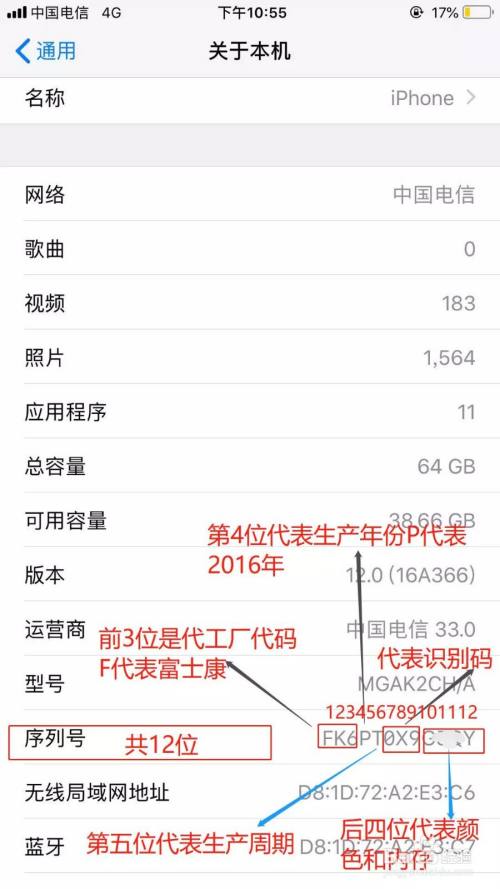 中国电信 4G 下午10:55 17%
通用 关于本机
名称 iPhone
网络 中国电信
歌曲 0
视频 183
照片 1,564
应用程序 11
总容量 64 GB
可用容量 38.66 GB
第4位代表生产年份P代表
2016年
版本 12.0 (16A366)
运营商 中国电信 33.0
前3位是代工厂代码
F代表富士康
代表识别码
型号 MGAK2CH/A
123456789101112
序列号 共12位 FK6PT0X9 Y
无线局域网地址 D8:1D:72:A2:E3:C6
第五位代表生产周期
后四位代表颜
色和内存
蓝牙 D8:1D:72:A2:E3:C7